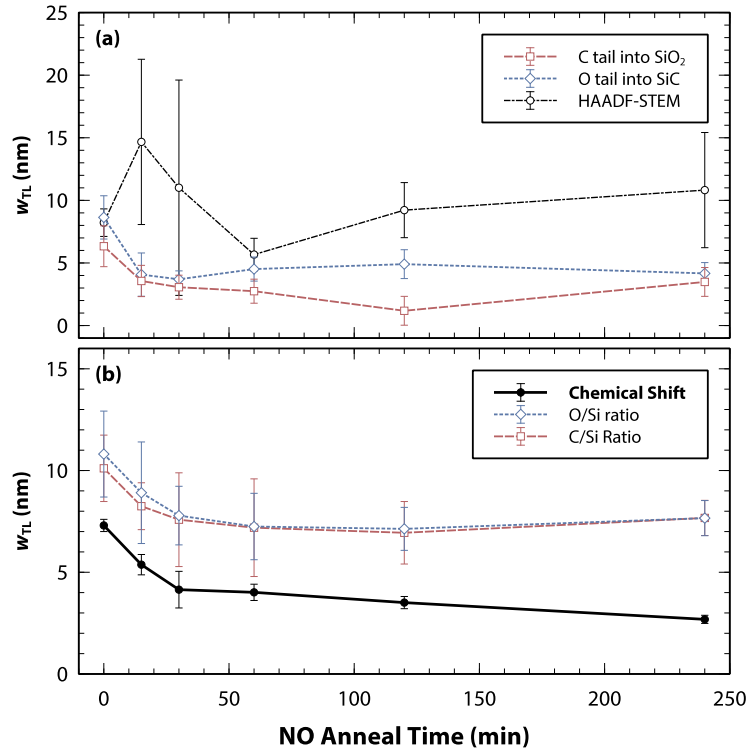 (a)
C tail into SiO₂
O tail into SiC
HAADF-STEM
25
20
15
10
5
0
wTL (nm)
(b)
Chemical Shift
O/Si ratio
C/Si Ratio
15
10
5
0
wTL (nm)
0 50 100 150 200 250
NO Anneal Time (min)